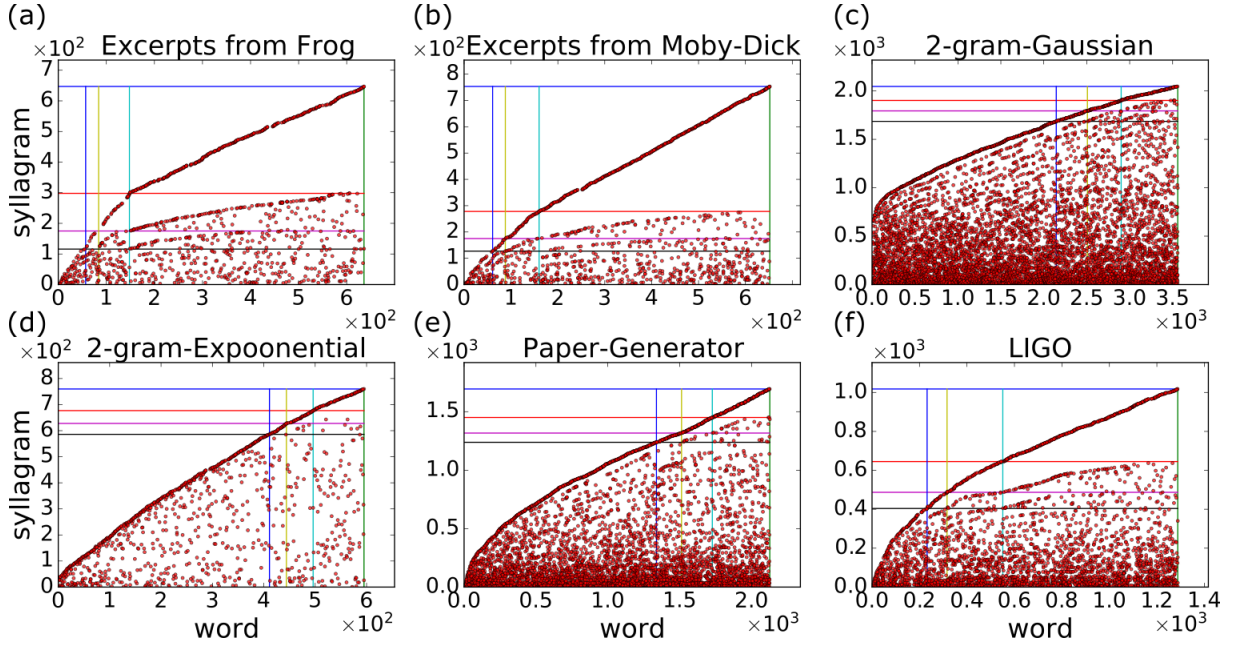 (a)
×10²
Excerpts from Frog
syllagram
7
6
5
4
3
2
1
0
0 1 2 3 4 5 6
×10²
(b)
×10²
Excerpts from Moby-Dick
8
7
6
5
4
3
2
1
0
0 1 2 3 4 5 6
×10²
(c)
×10³
2-gram-Gaussian
2.0
1.5
1.0
0.5
0.0
0.0 0.5 1.0 1.5 2.0 2.5 3.0 3.5
×10³
(d)
×10²
2-gram-Expoonential
syllagram
8
7
6
5
4
3
2
1
0
0 1 2 3 4 5 6
word
×10²
(e)
×10³
Paper-Generator
1.5
1.0
0.5
0.0
0.0 0.5 1.0 1.5 2.0
word
×10³
(f)
×10³
LIGO
1.0
0.8
0.6
0.4
0.2
0.0
0.0 0.2 0.4 0.6 0.8 1.0 1.2 1.4
word
×10³